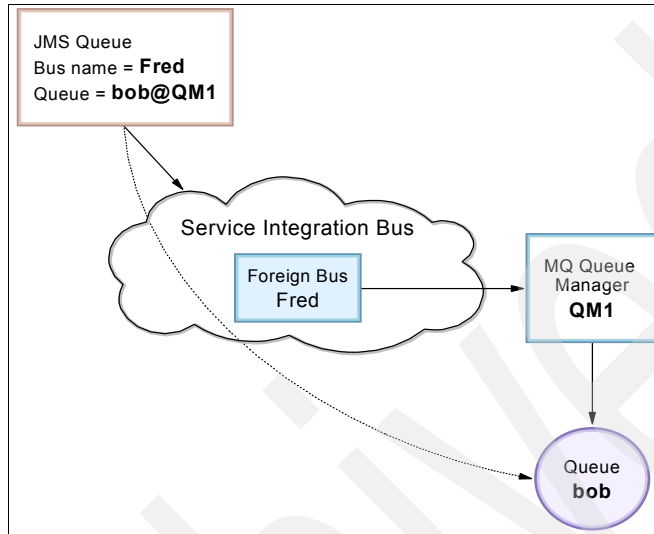 JMS Queue
Bus name = Fred
Queue = bob@QM1
Service Integration Bus
Foreign Bus
Fred
MQ Queue
Manager
QM1
Queue
bob